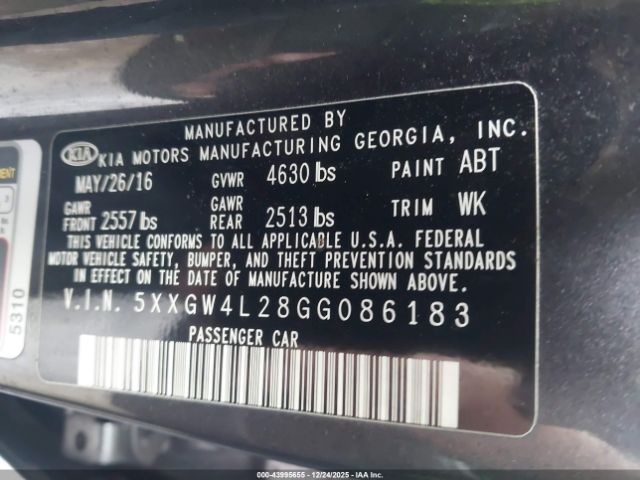 MANUFACTURED BY
KIA KIA MOTORS MANUFACTURING GEORGIA, INC.
MAY/26/16 GVWR 4630 lbs PAINT ABT
GAWR FRONT 2557 lbs GAWR REAR 2513 lbs TRIM WK
THIS VEHICLE CONFORMS TO ALL APPLICABLE U.S.A. FEDERAL
MOTOR VEHICLE SAFETY, BUMPER, AND THEFT PREVENTION STANDARDS
IN EFFECT ON THE DATE OF MANUFACTURE SHOWN ABOVE.
V.I.N. 5XXGW4L28GG086183
PASSENGER CAR
5310
IAA | # 43995655 | 12/24/2025 | IAA Inc.